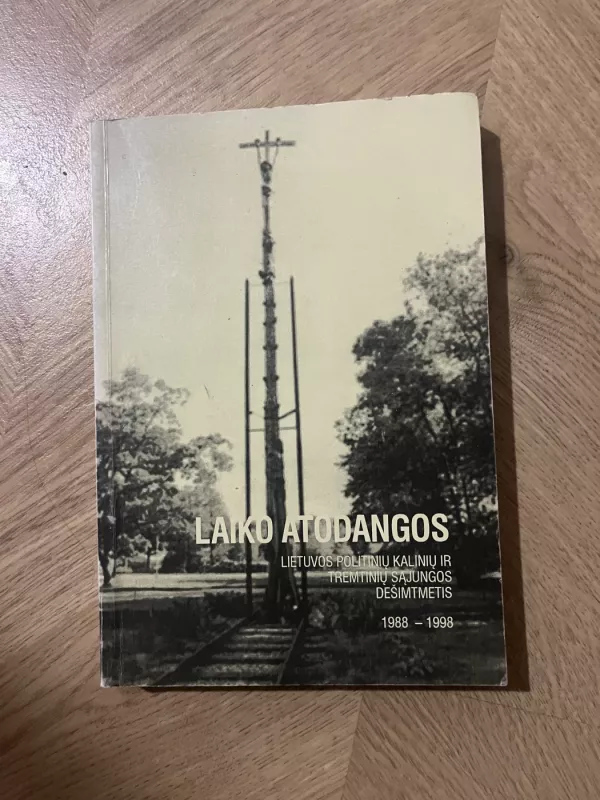 LAIKO ATODANGOS
LIETUVOS POLITINIŲ KALINIŲ IR
TREMTINIŲ SĄJUNGOS
DEŠIMTMETIS
1988 – 1998